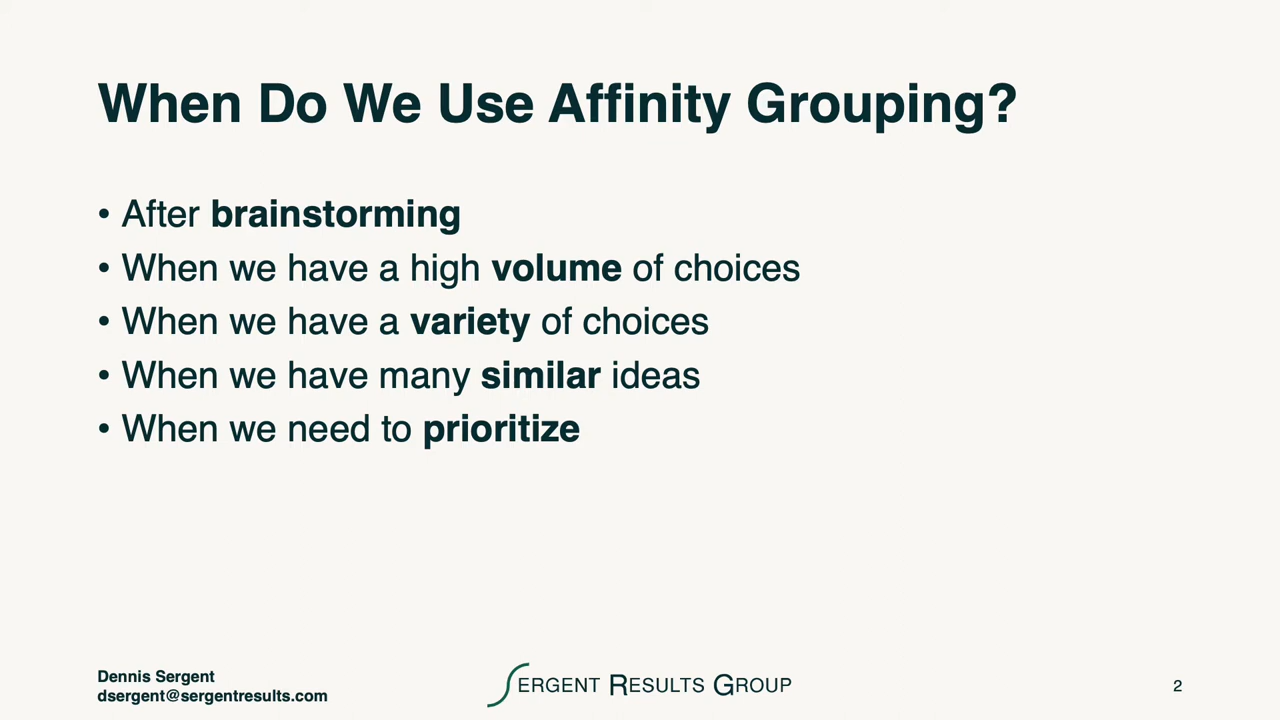 When Do We Use Affinity Grouping?
• After brainstorming
• When we have a high volume of choices
• When we have a variety of choices
• When we have many similar ideas
• When we need to prioritize
Dennis Sergent
dsergent@sergentresults.com
SERGENT RESULTS GROUP
2